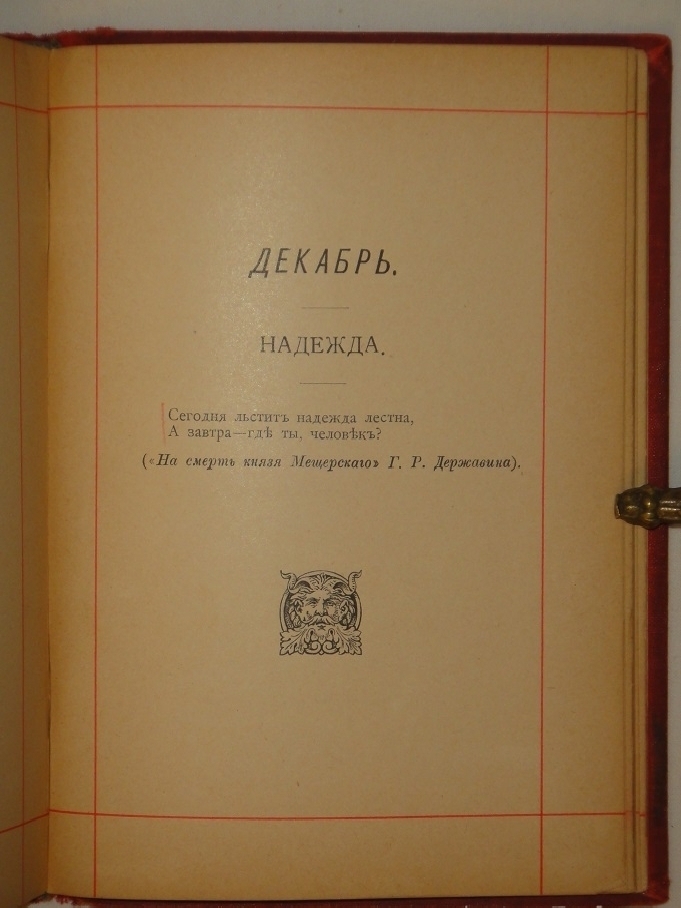 ДЕКАБРЬ.
НАДЕЖДА.
Сегодня льститъ надежда лестна,
А завтра—гдѣ ты, человѣкъ?
(«На смерть князя Мещерскаго» Г. Р. Державина).